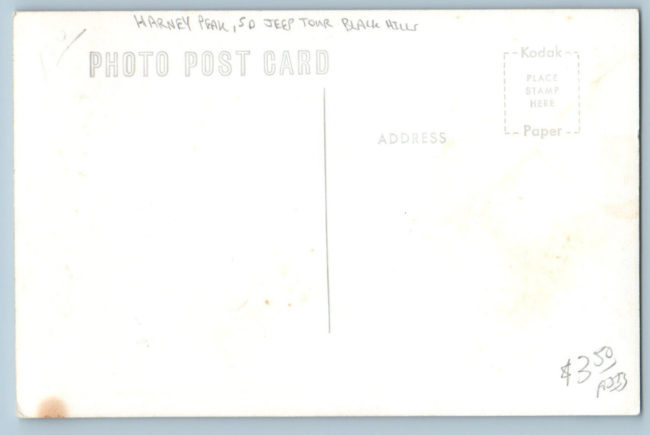 HARNEY PEAK, SD JEEP TOUR BLACK HILLS
PHOTO POST CARD
Kodak
PLACE
STAMP
HERE
Paper
ADDRESS
$3.50